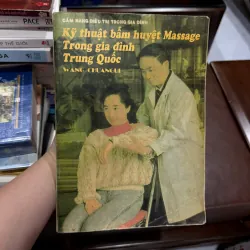 CẨM NANG ĐIỀU TRỊ TRONG GIA ĐÌNH
Kỹ thuật bấm huyệt Massage
Trong gia đình
Trung Quốc
WANG CHUANGUI